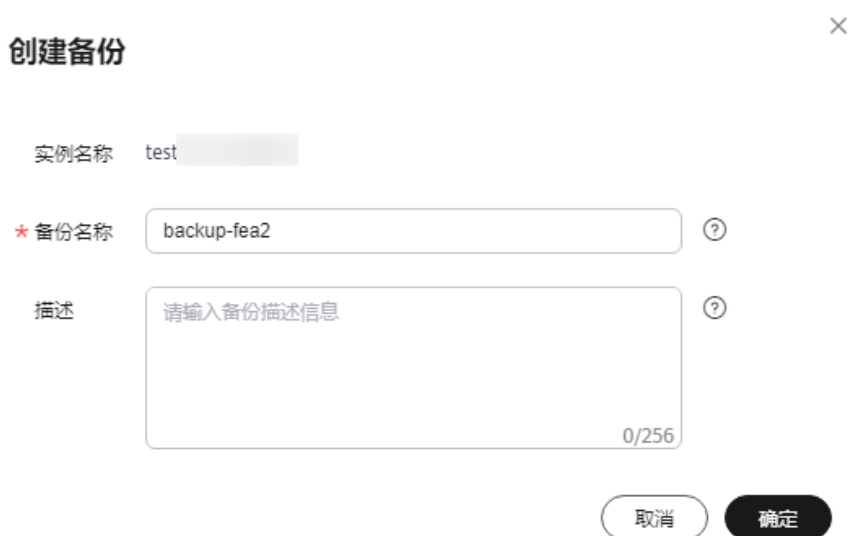 创建备份
实例名称 test
* 备份名称 backup-fea2
描述 请输入备份描述信息
0/256
取消 确定